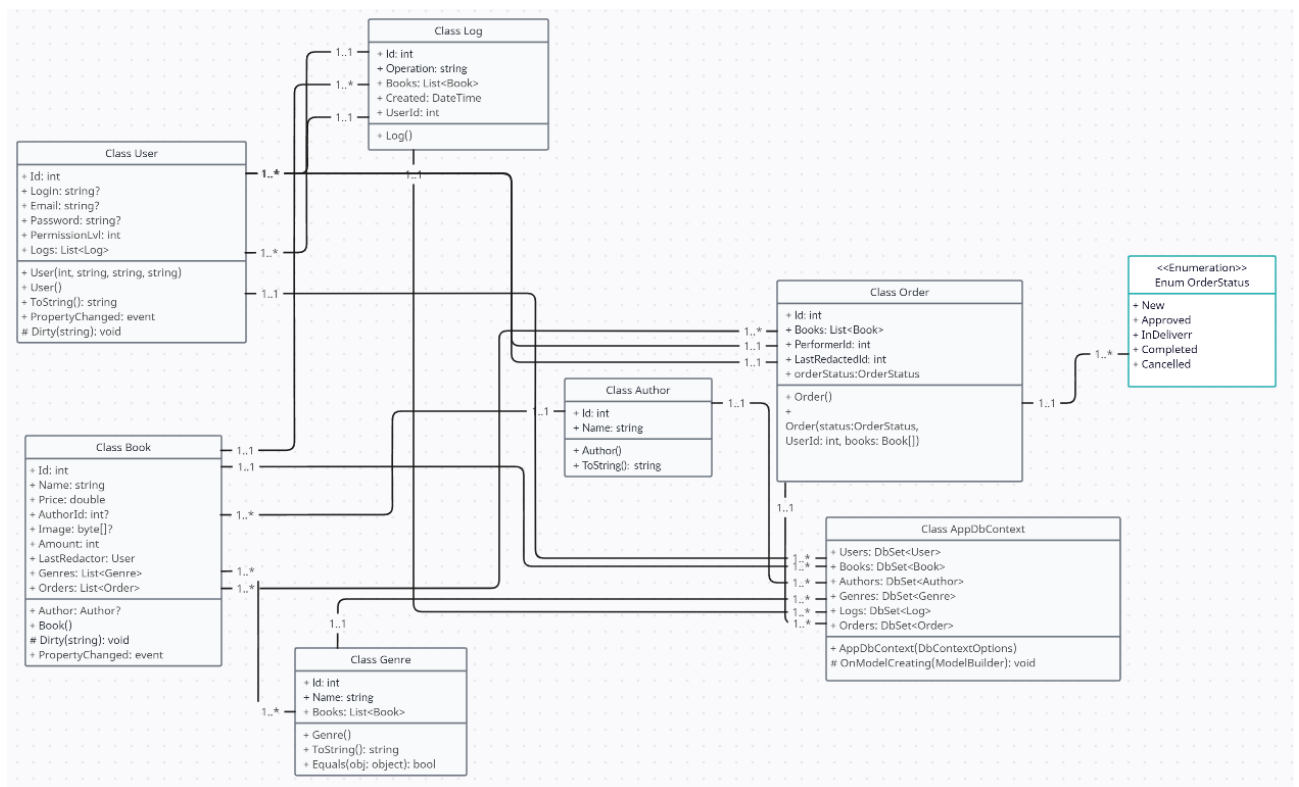 Class Log
+ Id: int
+ Operation: string
+ Books: List<Book>
+ Created: DateTime
+ UserId: int
+ Log()
1..1
1..*
1..1
1..1
Class User
+ Id: int
+ Login: string?
+ Email: string?
+ Password: string?
+ PermissionLvl: int
+ Logs: List<Log>
+ User(int, string, string, string)
+ User()
+ ToString(): string
+ PropertyChanged: event
# Dirty(string): void
1..*
1..*
1..1
<<Enumeration>>
Enum OrderStatus
+ New
+ Approved
+ InDeliverr
+ Completed
+ Cancelled
1..*
Class Order
+ Id: int
+ Books: List<Book>
+ PerformerId: int
+ LastRedactedId: int
+ orderStatus:OrderStatus
+ Order()
+
Order(status:OrderStatus,
UserId: int, books: Book[])
1..*
1..1
1..1
1..1
1..1
Class Author
+ Id: int
+ Name: string
+ Author()
+ ToString(): string
1..1
1..1
Class Book
+ Id: int
+ Name: string
+ Price: double
+ AuthorId: int?
+ Image: byte[]?
+ Amount: int
+ LastRedactor: User
+ Genres: List<Genre>
+ Orders: List<Order>
+ Author: Author?
+ Book()
# Dirty(string): void
+ PropertyChanged: event
1..1
1..1
1..*
1..*
1..*
Class AppDbContext
+ Users: DbSet<User>
+ Books: DbSet<Book>
+ Authors: DbSet<Author>
+ Genres: DbSet<Genre>
+ Logs: DbSet<Log>
+ Orders: DbSet<Order>
+ AppDbContext(DbContextOptions)
# OnModelCreating(ModelBuilder): void
1..*
1..*
1..*
1..*
1..*
1..*
Class Genre
+ Id: int
+ Name: string
+ Books: List<Book>
+ Genre()
+ ToString(): string
+ Equals(obj: object): bool
1..1
1..*